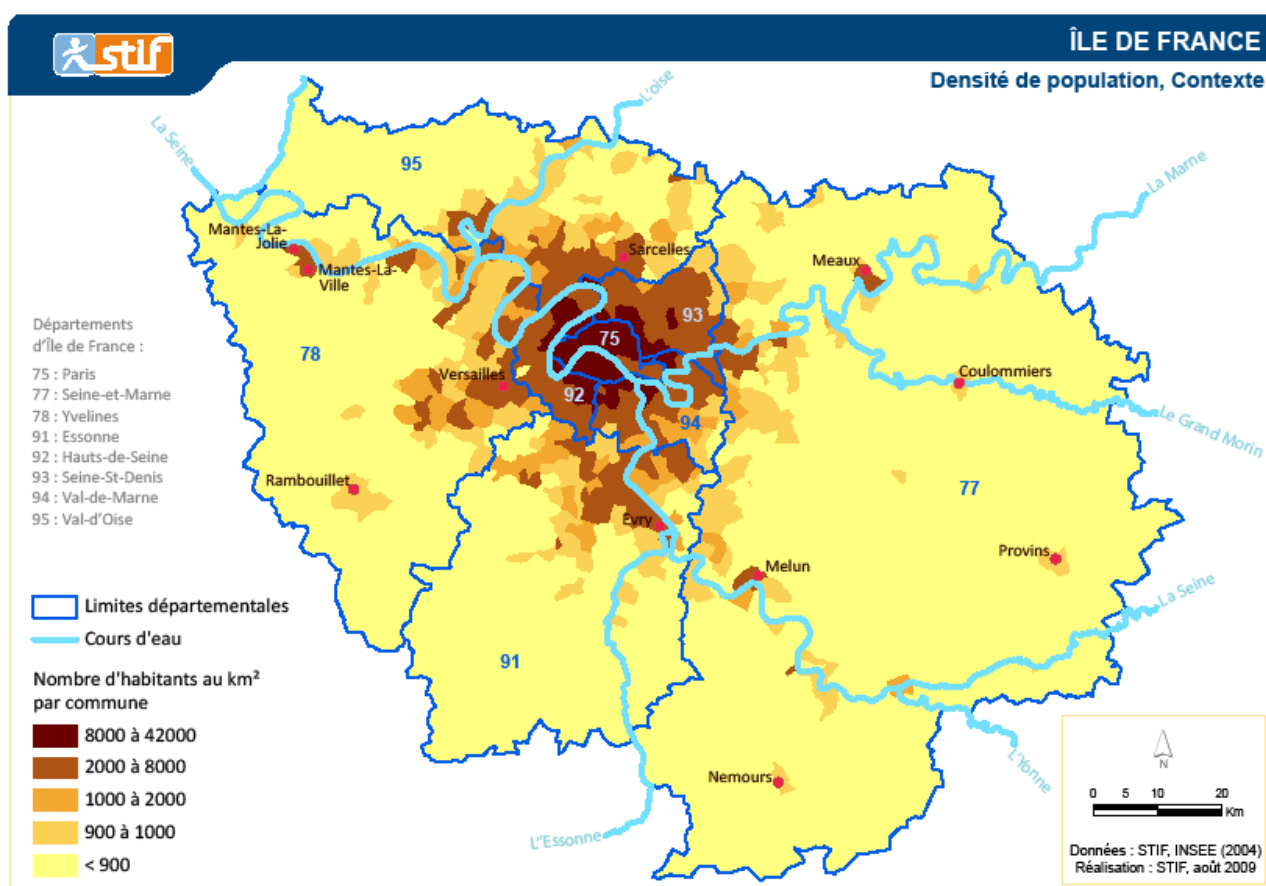 stif
ÎLE DE FRANCE
Densité de population, Contexte
L'oise
La Seine
La Marne
95
Mantes-La-
Jolie
Mantes-La-
Ville
Sarcelles
Meaux
93
75
78
Départements
d'Île de France :
75 : Paris
77 : Seine-et-Marne
78 : Yvelines
91 : Essonne
92 : Hauts-de-Seine
93 : Seine-St-Denis
94 : Val-de-Marne
95 : Val-d'Oise
Versailles
92
94
Coulommiers
Le Grand Morin
Rambouillet
77
Evry
Provins
Melun
La Seine
91
Limites départementales
Cours d'eau
Nombre d'habitants au km²
par commune
8000 à 42000
2000 à 8000
1000 à 2000
900 à 1000
< 900
Nemours
L'Yonne
L'Essonne
N
0 5 10 20
Km
Données : STIF, INSEE (2004)
Réalisation : STIF, août 2009